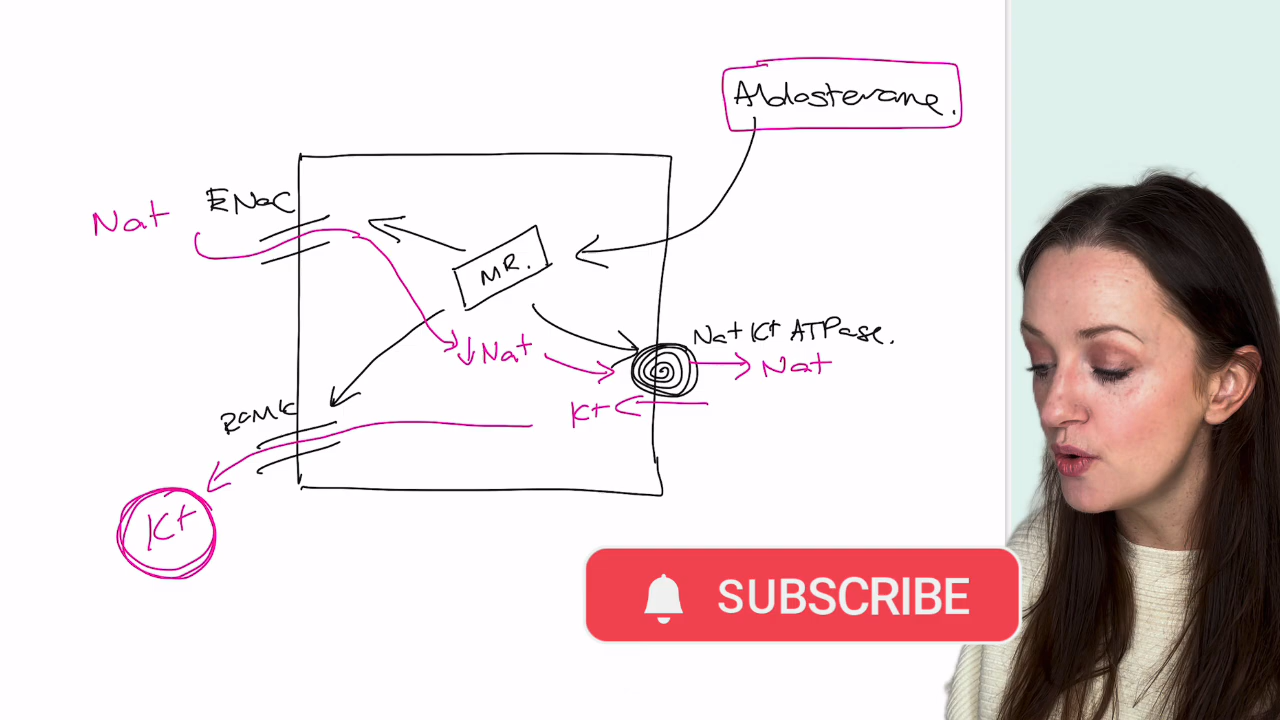 Aldosterone.
ENaC
Na+
MR.
Na+ K+ ATPase.
↓Na+
Na+
K+
ROMK
K+
SUBSCRIBE